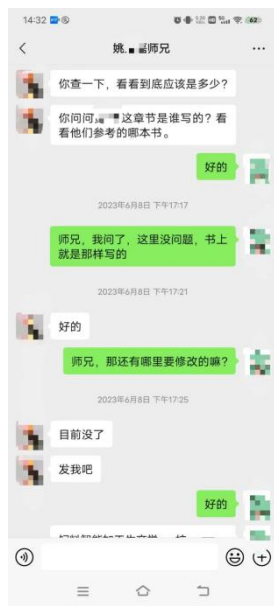 14:32
62
姚 师兄
你查一下,看看到底应该是多少?
你问问 这章节是谁写的?看
看他们参考的哪本书。
好的
2023年6月8日 下午17:17
师兄,我问了,这里没问题,书上
就是那样写的
2023年6月8日 下午17:21
好的
师兄,那还有哪里要修改的嘛?
2023年6月8日 下午17:25
目前没了
发我吧
好的